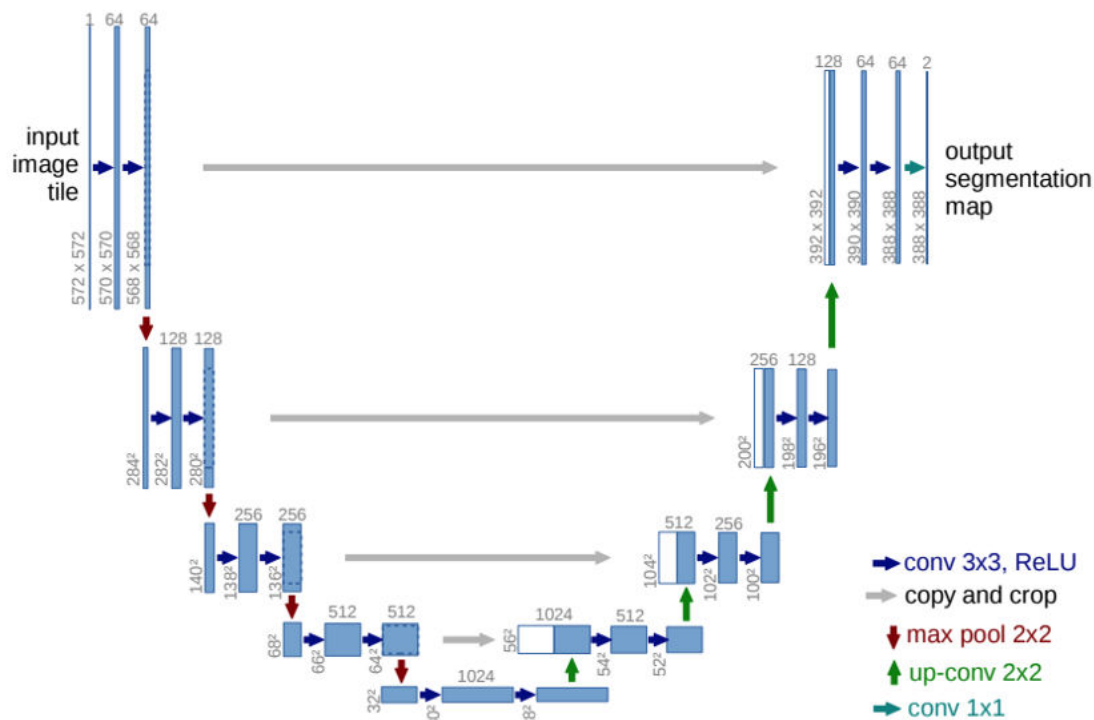 1
64
64
input
image
tile
572 x 572
570 x 570
568 x 568
128
64
64
2
output
segmentation
map
392 x 392
390 x 390
388 x 388
388 x 388
128
128
284²
282²
280²
256
128
200²
198²
196²
256
256
140²
138²
136²
512
256
104²
102²
100²
512
512
68²
66²
64²
1024
512
56²
54²
52²
1024
32²
0²
8²
conv 3x3, ReLU
copy and crop
max pool 2x2
up-conv 2x2
conv 1x1